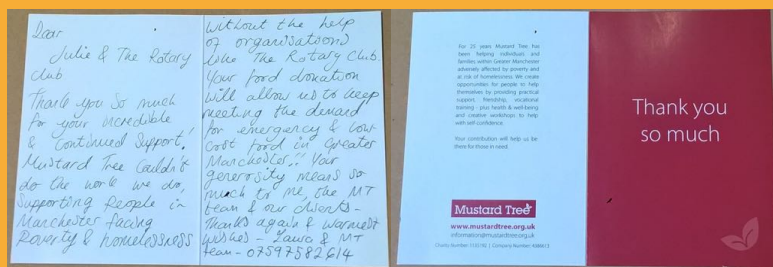 Dear
Julie & The Rotary
Club
Thank you so much
for your incredible
& continued support!
Mustard Tree couldn't
do the work we do,
supporting people in
Manchester facing
Poverty & homelessness
without the help
of organisations
like The Rotary Club.
Your food donation
will allow us to keep
meeting the demand
for emergency & low
cost food in Greater
Manchester!! Your
generosity means so
much to me, the MT
team & our clients -
Thanks again & warmest
wishes - Laura & MT
team - 07597582614
For 25 years Mustard Tree has
been helping individuals and
families within Greater Manchester
adversely affected by poverty and
at risk of homelessness. We create
opportunities for people to help
themselves by providing practical
support, friendship, vocational
training - plus health & well-being
and creative workshops to help
with self confidence.
Your contribution will help us be
there for those in need.
Mustard Tree
www.mustardtree.org.uk
information@mustardtree.org.uk
Charity Number: | Company Number:
Thank you
so much